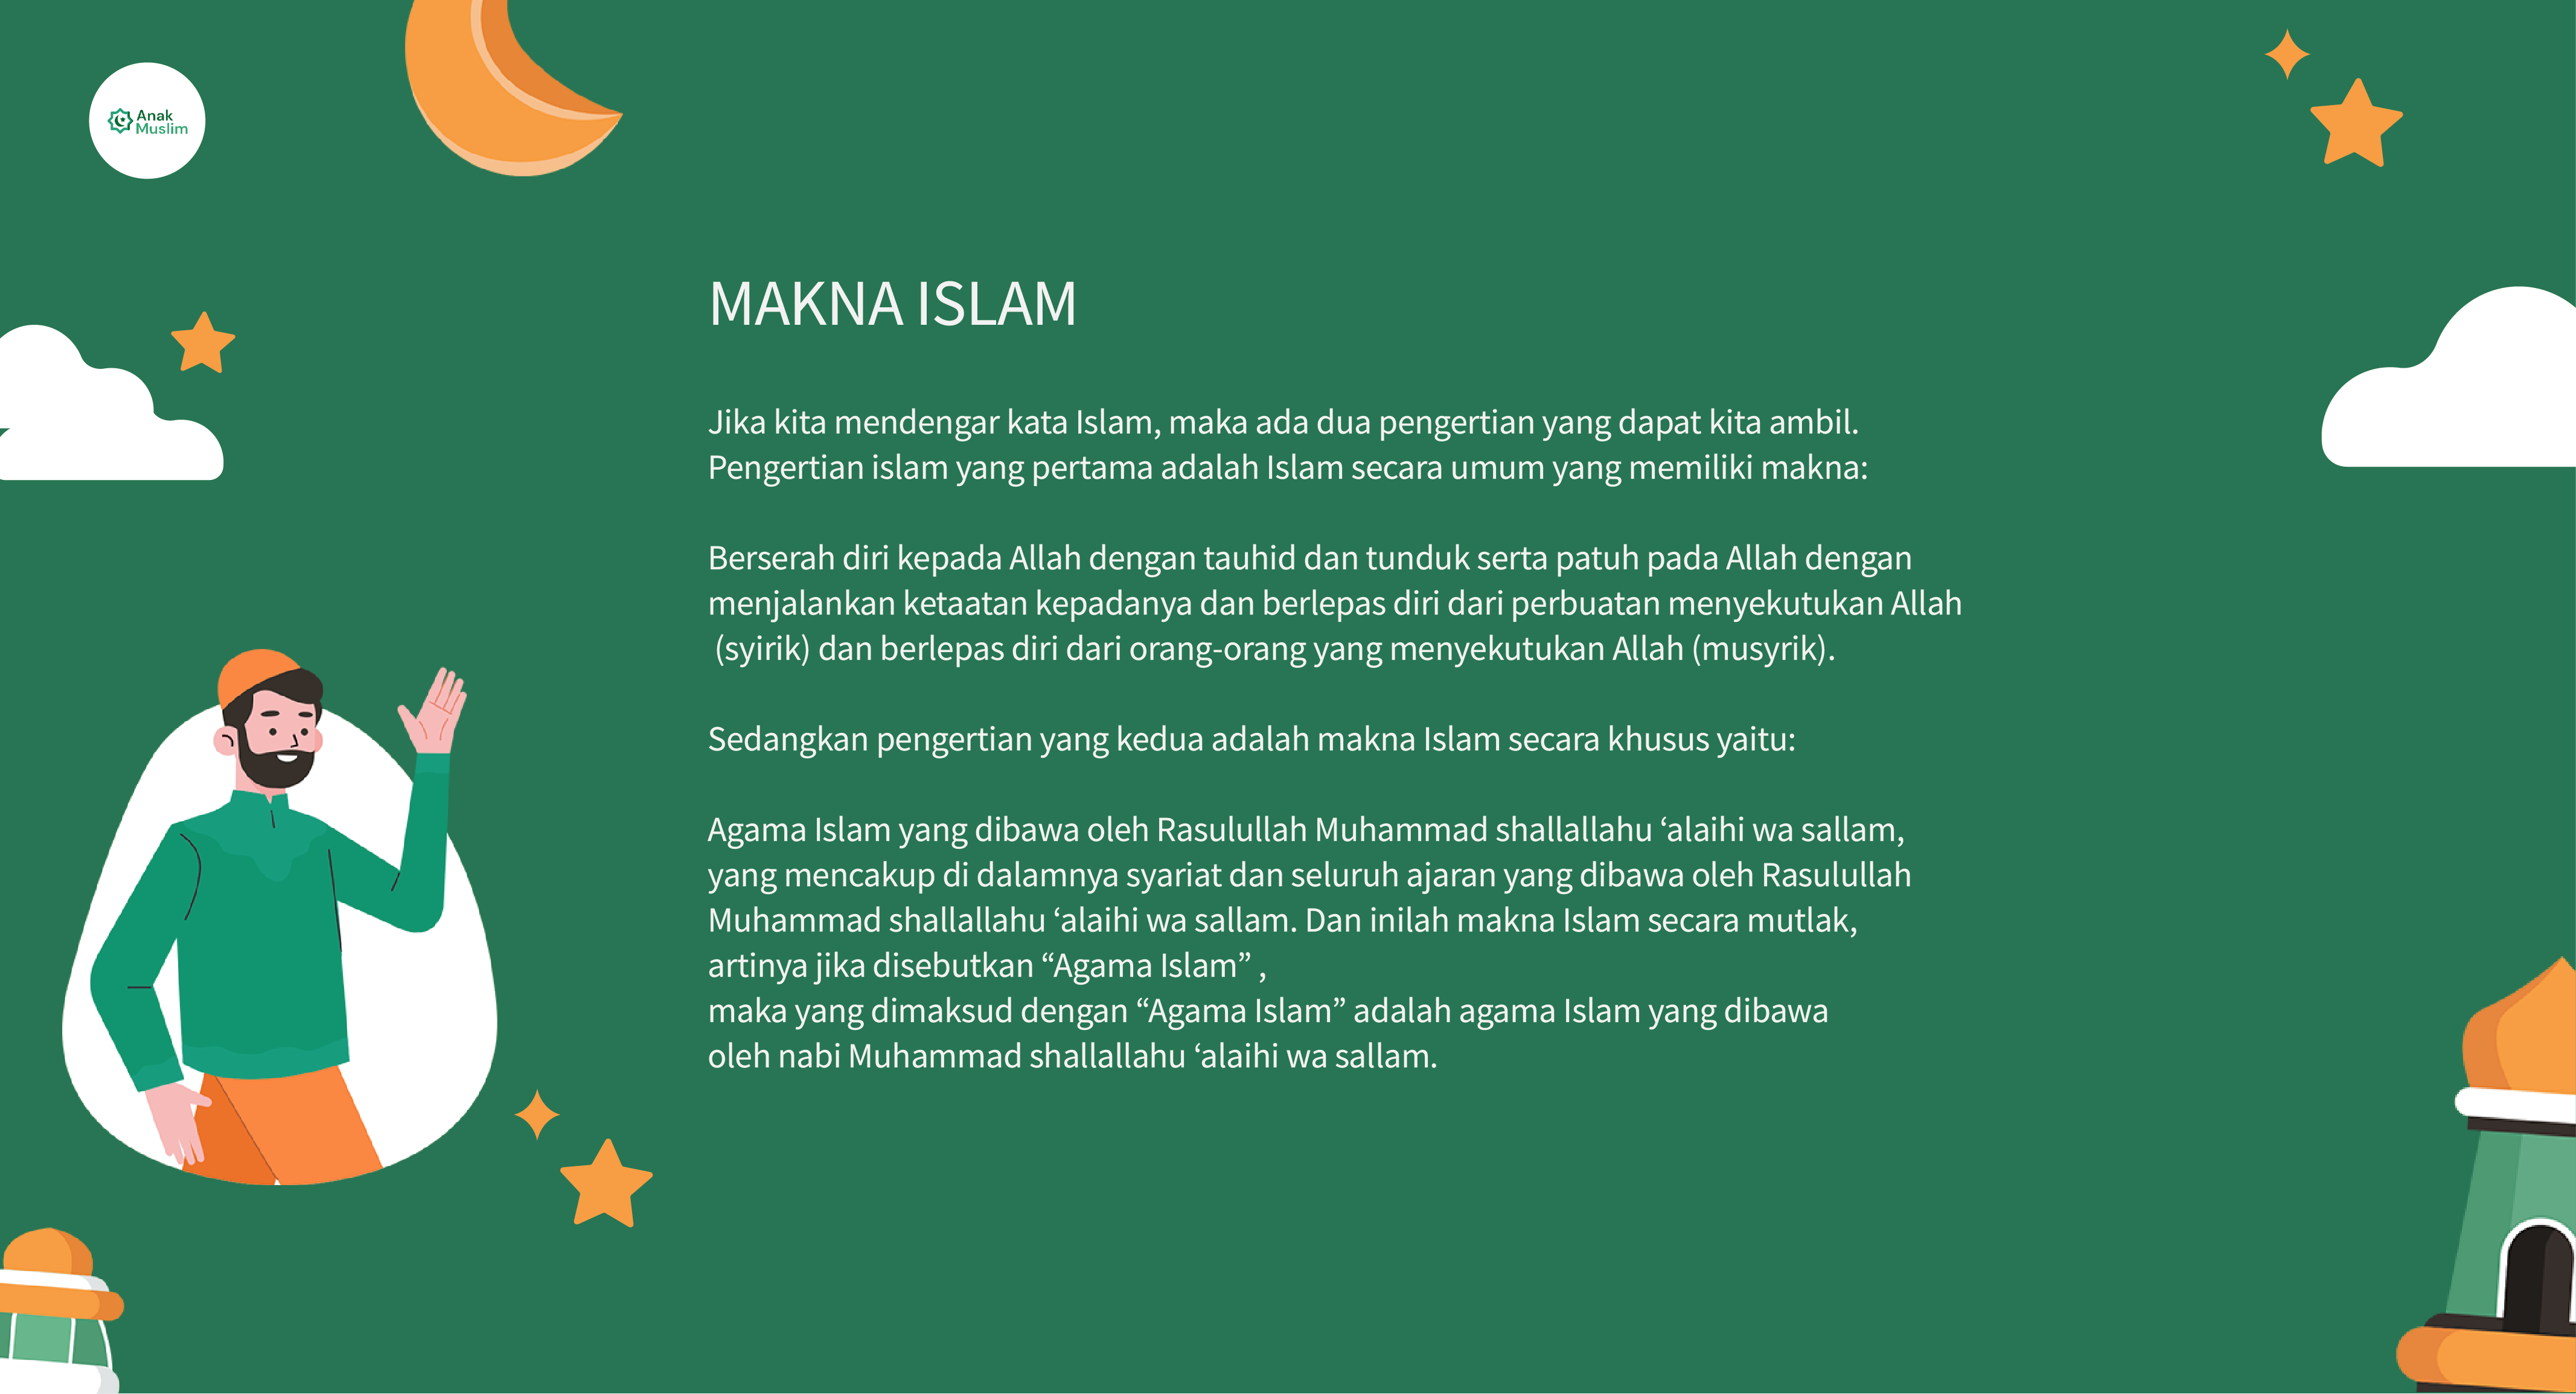 Anak
Muslim
MAKNA ISLAM
Jika kita mendengar kata Islam, maka ada dua pengertian yang dapat kita ambil.
Pengertian islam yang pertama adalah Islam secara umum yang memiliki makna:
Berserah diri kepada Allah dengan tauhid dan tunduk serta patuh pada Allah dengan
menjalankan ketaatan kepadanya dan berlepas diri dari perbuatan menyekutukan Allah
(syirik) dan berlepas diri dari orang-orang yang menyekutukan Allah (musyrik).
Sedangkan pengertian yang kedua adalah makna Islam secara khusus yaitu:
Agama Islam yang dibawa oleh Rasulullah Muhammad shallallahu ‘alaihi wa sallam,
yang mencakup di dalamnya syariat dan seluruh ajaran yang dibawa oleh Rasulullah
Muhammad shallallahu ‘alaihi wa sallam. Dan inilah makna Islam secara mutlak,
artinya jika disebutkan “Agama Islam” ,
maka yang dimaksud dengan “Agama Islam” adalah agama Islam yang dibawa
oleh nabi Muhammad shallallahu ‘alaihi wa sallam.